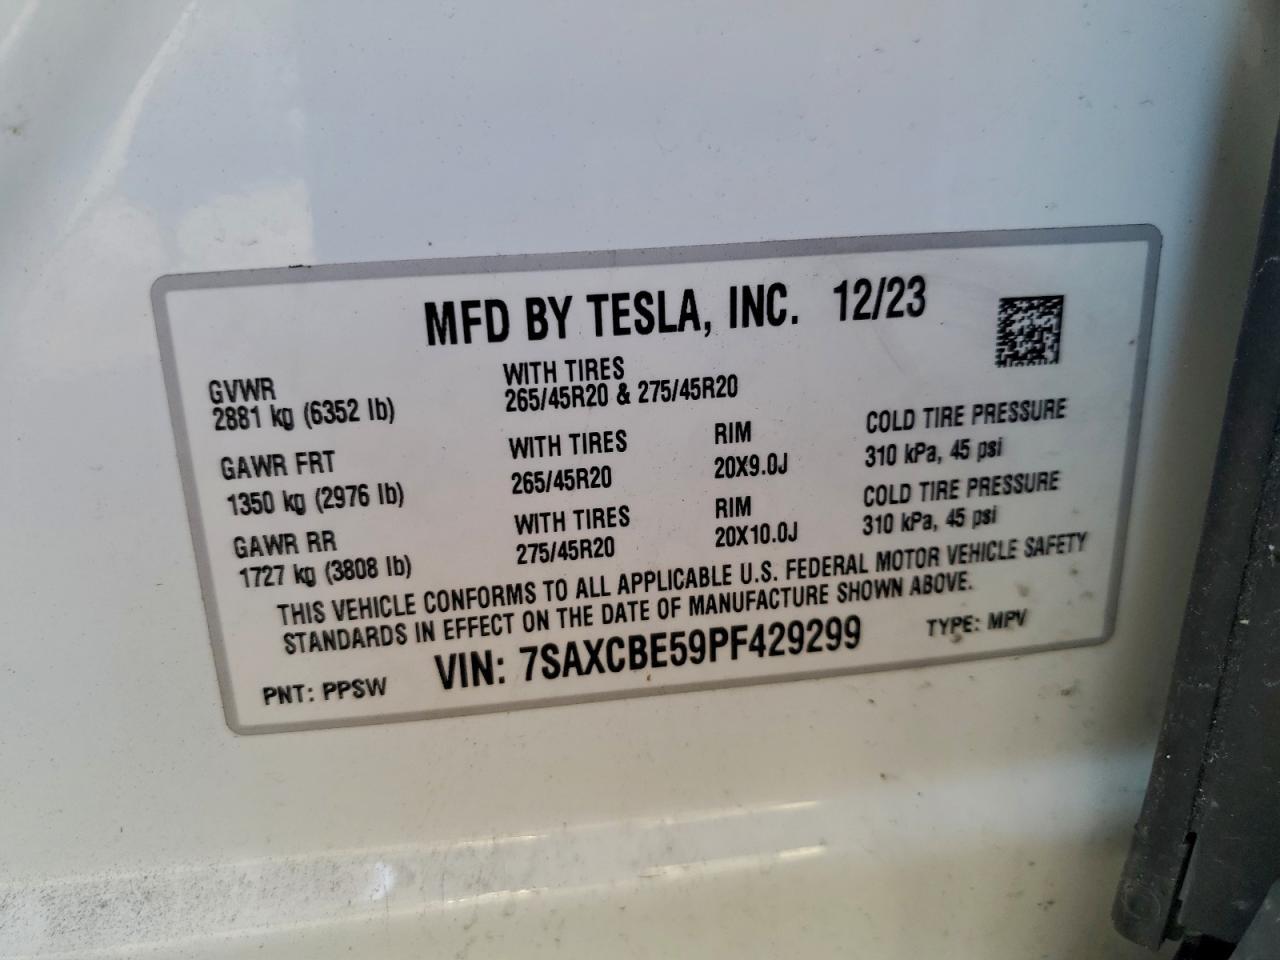 MFD BY TESLA, INC. 12/23
GVWR
2881 kg (6352 lb)
WITH TIRES
265/45R20 & 275/45R20
GAWR FRT
1350 kg (2976 lb)
WITH TIRES
265/45R20
RIM
20X9.0J
COLD TIRE PRESSURE
310 kPa, 45 psi
GAWR RR
1727 kg (3808 lb)
WITH TIRES
275/45R20
RIM
20X10.0J
COLD TIRE PRESSURE
310 kPa, 45 psi
THIS VEHICLE CONFORMS TO ALL APPLICABLE U.S. FEDERAL MOTOR VEHICLE SAFETY
STANDARDS IN EFFECT ON THE DATE OF MANUFACTURE SHOWN ABOVE.
PNT: PPSW
VIN: 7SAXCBE59PF429299
TYPE: MPV